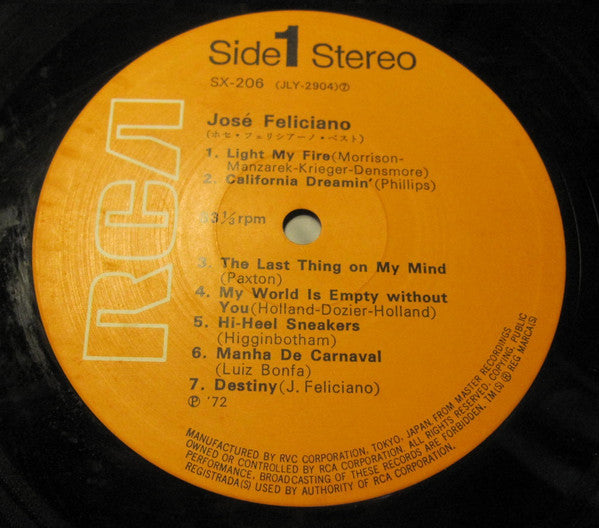 RCA
Side 1 Stereo
SX-206 (JLY-2904)⑦
José Feliciano
(ホセ・フェリシアーノ・ベスト)
1. Light My Fire(Morrison-
Manzarek-Krieger-Densmore)
2. California Dreamin'(Phillips)
33⅓rpm
3. The Last Thing on My Mind
(Paxton)
4. My World Is Empty without
You(Holland-Dozier-Holland)
5. Hi-Heel Sneakers
(Higginbotham)
6. Manha De Carnaval
(Luiz Bonfa)
7. Destiny(J. Feliciano)
Ⓟ '72
MANUFACTURED BY RVC CORPORATION, TOKYO, JAPAN, FROM MASTER RECORDINGS
OWNED OR CONTROLLED BY RCA CORPORATION. ALL RIGHTS RESERVED. COPYING, PUBLIC
PERFORMANCE, BROADCASTING OF THESE RECORDS ARE FORBIDDEN. TM(S) ® REG MARCA(S)
REGISTRADA(S) USED BY AUTHORITY OF RCA CORPORATION.